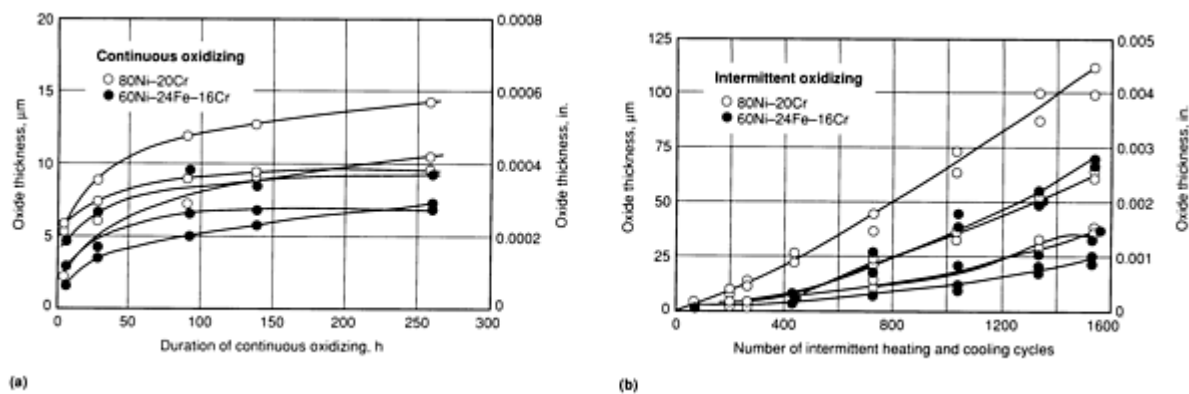 20
15
10
5
0
Oxide thickness, μm
Continuous oxidizing
○ 80Ni–20Cr
● 60Ni–24Fe–16Cr
0.0008
0.0006
0.0004
0.0002
0
Oxide thickness, in.
0 50 100 150 200 250 300
Duration of continuous oxidizing, h
(a)
125
100
75
50
25
0
Oxide thickness, μm
Intermittent oxidizing
○ 80Ni–20Cr
● 60Ni–24Fe–16Cr
0.005
0.004
0.003
0.002
0.001
0
Oxide thickness, in.
0 400 800 1200 1600
Number of intermittent heating and cooling cycles
(b)